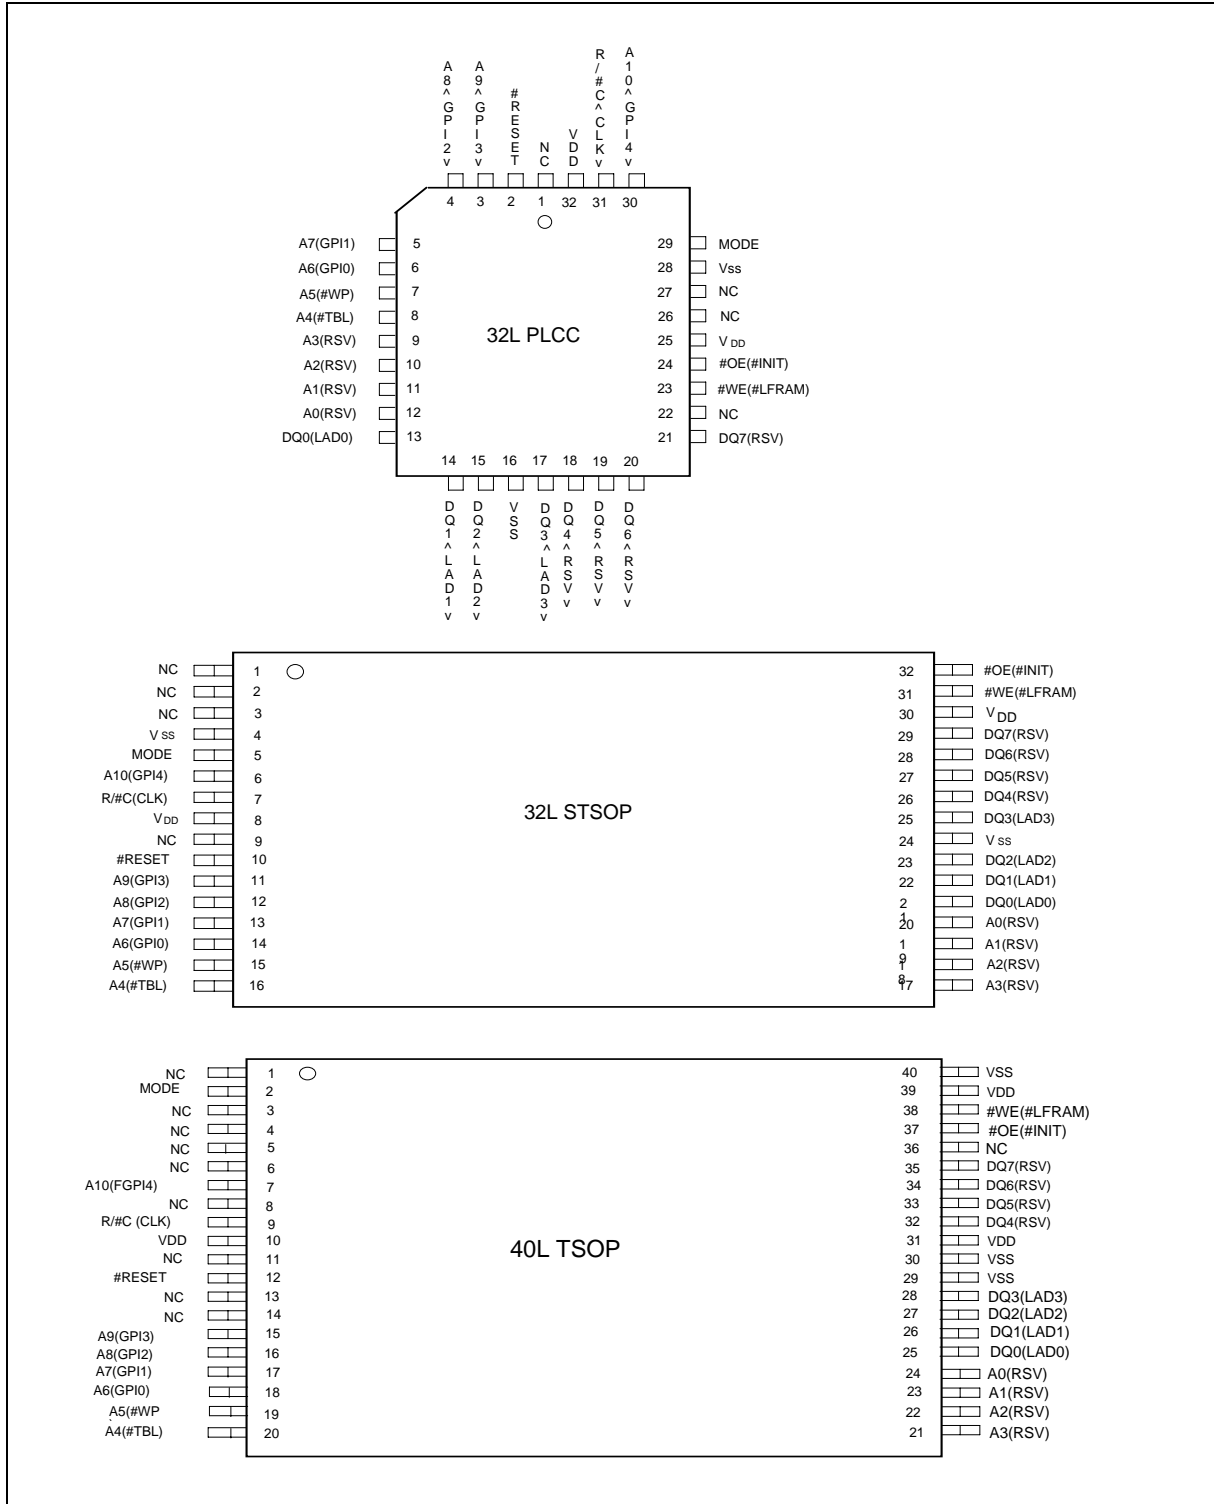 A8^GPI2v
A9^GPI3v
#RESET
NC
VDD
R/#C^CLKv
A10^GPI4v
4 3 2 1 32 31 30
A7(GPI1) 5 29 MODE
A6(GPI0) 6 28 Vss
A5(#WP) 7 27 NC
A4(#TBL) 8 26 NC
A3(RSV) 9 25 VDD
A2(RSV) 10 24 #OE(#INIT)
A1(RSV) 11 23 #WE(#LFRAM)
A0(RSV) 12 22 NC
DQ0(LAD0) 13 21 DQ7(RSV)
32L PLCC
14 15 16 17 18 19 20
DQ1^LAD1v
DQ2^LAD2v
VSS
DQ3^LAD3v
DQ4^RSVv
DQ5^RSVv
DQ6^RSVv
NC 1 32 #OE(#INIT)
NC 2 31 #WE(#LFRAM)
NC 3 30 VDD
Vss 4 29 DQ7(RSV)
MODE 5 28 DQ6(RSV)
A10(GPI4) 6 27 DQ5(RSV)
R/#C(CLK) 7 26 DQ4(RSV)
VDD 8 25 DQ3(LAD3)
NC 9 24 Vss
#RESET 10 23 DQ2(LAD2)
A9(GPI3) 11 22 DQ1(LAD1)
A8(GPI2) 12 21 DQ0(LAD0)
A7(GPI1) 13 20 A0(RSV)
A6(GPI0) 14 19 A1(RSV)
A5(#WP) 15 18 A2(RSV)
A4(#TBL) 16 17 A3(RSV)
32L STSOP
NC 1 40 VSS
MODE 2 39 VDD
NC 3 38 #WE(#LFRAM)
NC 4 37 #OE(#INIT)
NC 5 36 NC
NC 6 35 DQ7(RSV)
A10(FGPI4) 7 34 DQ6(RSV)
NC 8 33 DQ5(RSV)
R/#C (CLK) 9 32 DQ4(RSV)
VDD 10 31 VDD
NC 11 30 VSS
#RESET 12 29 VSS
NC 13 28 DQ3(LAD3)
NC 14 27 DQ2(LAD2)
A9(GPI3) 15 26 DQ1(LAD1)
A8(GPI2) 16 25 DQ0(LAD0)
A7(GPI1) 17 24 A0(RSV)
A6(GPI0) 18 23 A1(RSV)
A5(#WP 19 22 A2(RSV)
A4(#TBL) 20 21 A3(RSV)
40L TSOP